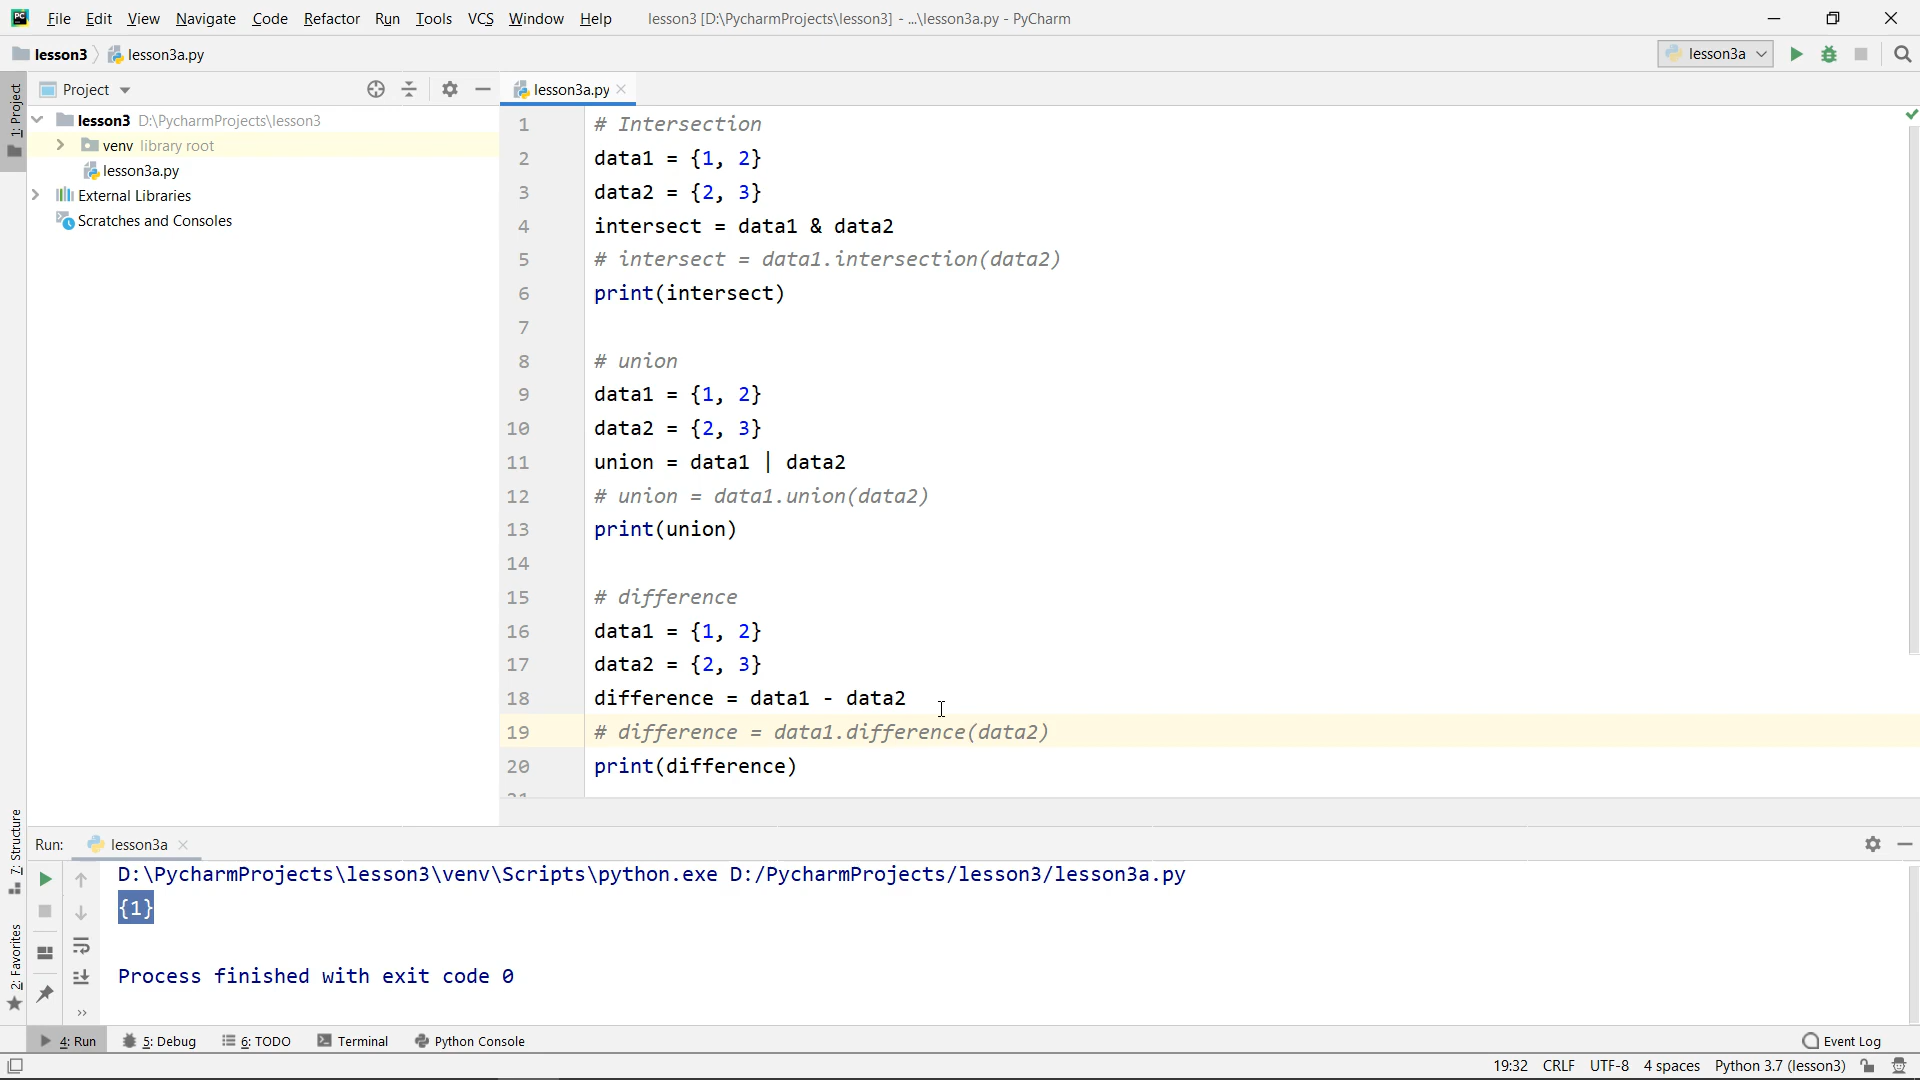 File Edit View Navigate Code Refactor Run Tools VCS Window Help lesson3 [D:\PycharmProjects\lesson3] - ...\lesson3a.py - PyCharm
lesson3 lesson3a.py
lesson3a
1: Project
Project
lesson3a.py
lesson3 D:\PycharmProjects\lesson3
venv library root
lesson3a.py
External Libraries
Scratches and Consoles
1 # Intersection
2 data1 = {1, 2}
3 data2 = {2, 3}
4 intersect = data1 & data2
5 # intersect = data1.intersection(data2)
6 print(intersect)
7
8 # union
9 data1 = {1, 2}
10 data2 = {2, 3}
11 union = data1 | data2
12 # union = data1.union(data2)
13 print(union)
14
15 # difference
16 data1 = {1, 2}
17 data2 = {2, 3}
18 difference = data1 - data2
19 # difference = data1.difference(data2)
20 print(difference)
7: Structure
2: Favorites
Run: lesson3a
D:\PycharmProjects\lesson3\venv\Scripts\python.exe D:/PycharmProjects/lesson3/lesson3a.py
{1}
Process finished with exit code 0
4: Run 5: Debug 6: TODO Terminal Python Console Event Log
19:32 CRLF UTF-8 4 spaces Python 3.7 (lesson3)